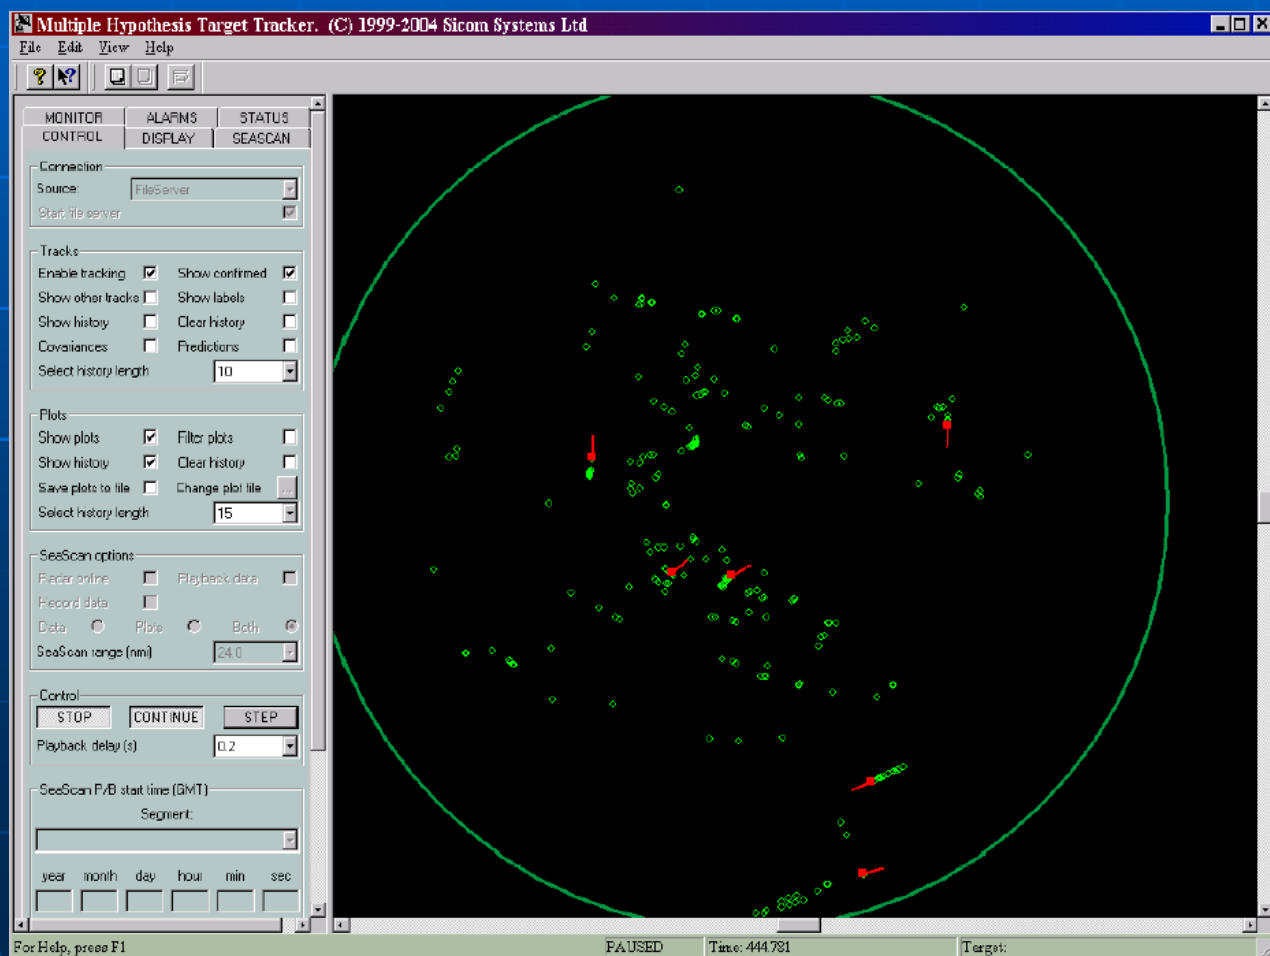 Multiple Hypothesis Target Tracker. (C) 1999-2004 Sicom Systems Ltd
File Edit View Help
MONITOR ALARMS STATUS
CONTROL DISPLAY SEASCAN
Connection
Source: FileServer
Start file server
Tracks
Enable tracking Show confirmed
Show other tracks Show labels
Show history Clear history
Covariances Predictions
Select history length 10
Plots
Show plots Filter plots
Show history Clear history
Save plots to file Change plot file ...
Select history length 15
SeaScan options
Radar online Playback data
Record data
Data Plots Both
SeaScan range (nmi) 24.0
Control
STOP CONTINUE STEP
Playback delay (s) 0.2
SeaScan P/B start time (GMT)
Segment:
year month day hour min sec
For Help, press F1 PAUSED Time: 444.781 Target: